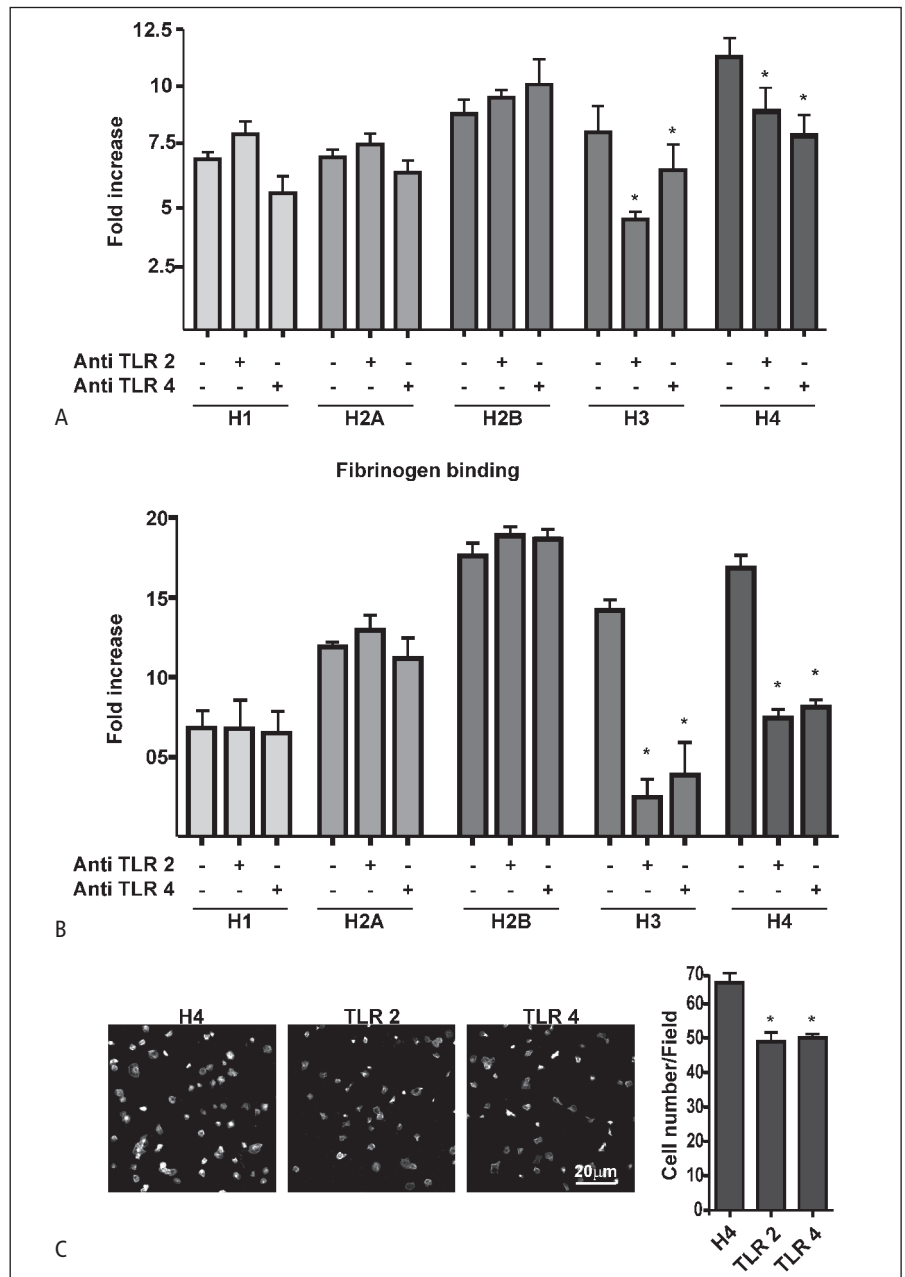 12.5
10
7.5
5
2.5
Fold increase
* * * *
Anti TLR 2 - + - - + - - + - - + - - + -
Anti TLR 4 - - + - - + - - + - - + - - +
A H1 H2A H2B H3 H4
Fibrinogen binding
20
15
10
05
Fold increase
* * * *
Anti TLR 2 - + - - + - - + - - + - - + -
Anti TLR 4 - - + - - + - - + - - + - - +
B H1 H2A H2B H3 H4
H4 TLR 2 TLR 4
20µm
70
60
50
40
30
20
10
0
Cell number/Field
* *
H4 TLR 2 TLR 4
C